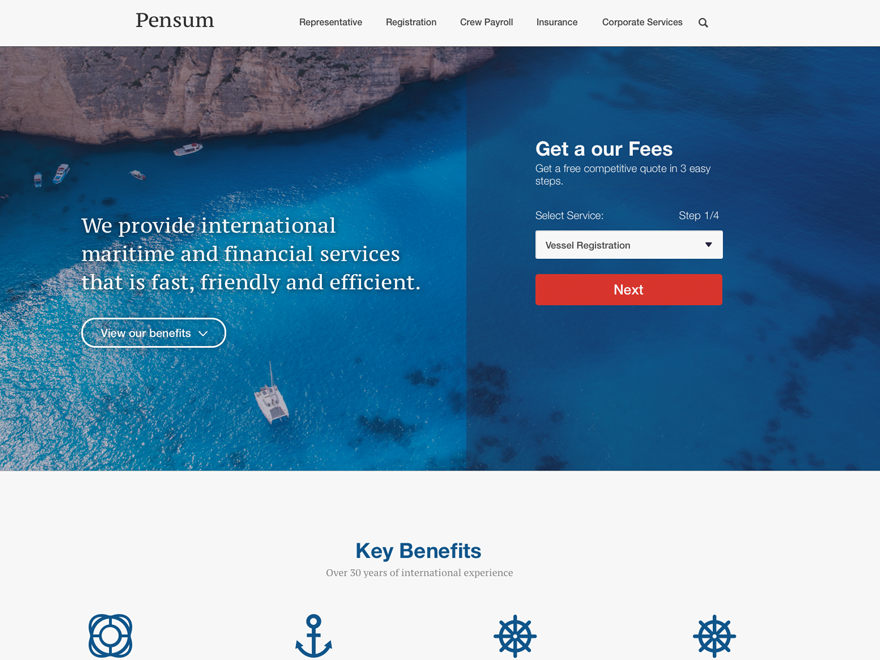 Pensum
Representative
Registration
Crew Payroll
Insurance
Corporate Services
We provide international
maritime and financial services
that is fast, friendly and efficient.
View our benefits
Get a our Fees
Get a free competitive quote in 3 easy
steps.
Select Service:
Step 1/4
Vessel Registration
Next
Key Benefits
Over 30 years of international experience